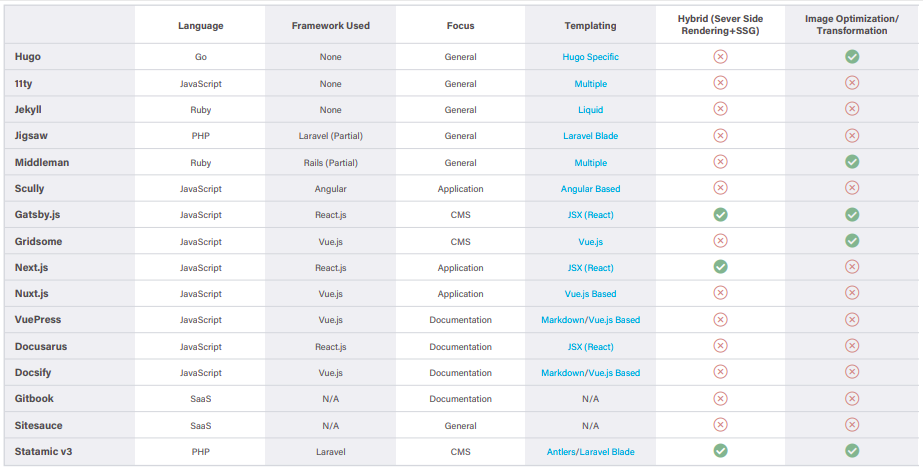 Language Framework Used Focus Templating Hybrid (Sever Side Rendering+SSG) Image Optimization/ Transformation
Hugo Go None General Hugo Specific
11ty JavaScript None General Multiple
Jekyll Ruby None General Liquid
Jigsaw PHP Laravel (Partial) General Laravel Blade
Middleman Ruby Rails (Partial) General Multiple
Scully JavaScript Angular Application Angular Based
Gatsby.js JavaScript React.js CMS JSX (React)
Gridsome JavaScript Vue.js CMS Vue.js
Next.js JavaScript React.js Application JSX (React)
Nuxt.js JavaScript Vue.js Application Vue.js Based
VuePress JavaScript Vue.js Documentation Markdown/Vue.js Based
Docusarus JavaScript React.js Documentation JSX (React)
Docsify JavaScript Vue.js Documentation Markdown/Vue.js Based
Gitbook SaaS N/A Documentation N/A
Sitesauce SaaS N/A General N/A
Statamic v3 PHP Laravel CMS Antlers/Laravel Blade